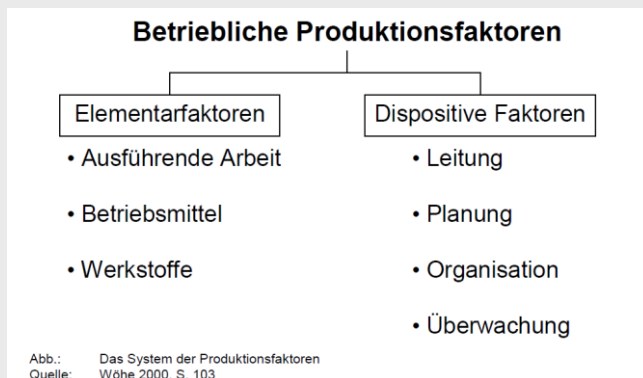 Betriebliche Produktionsfaktoren
Elementarfaktoren
• Ausführende Arbeit
• Betriebsmittel
• Werkstoffe
Dispositive Faktoren
• Leitung
• Planung
• Organisation
• Überwachung
Abb.: Das System der Produktionsfaktoren
Quelle: Wöhe 2000, S. 103